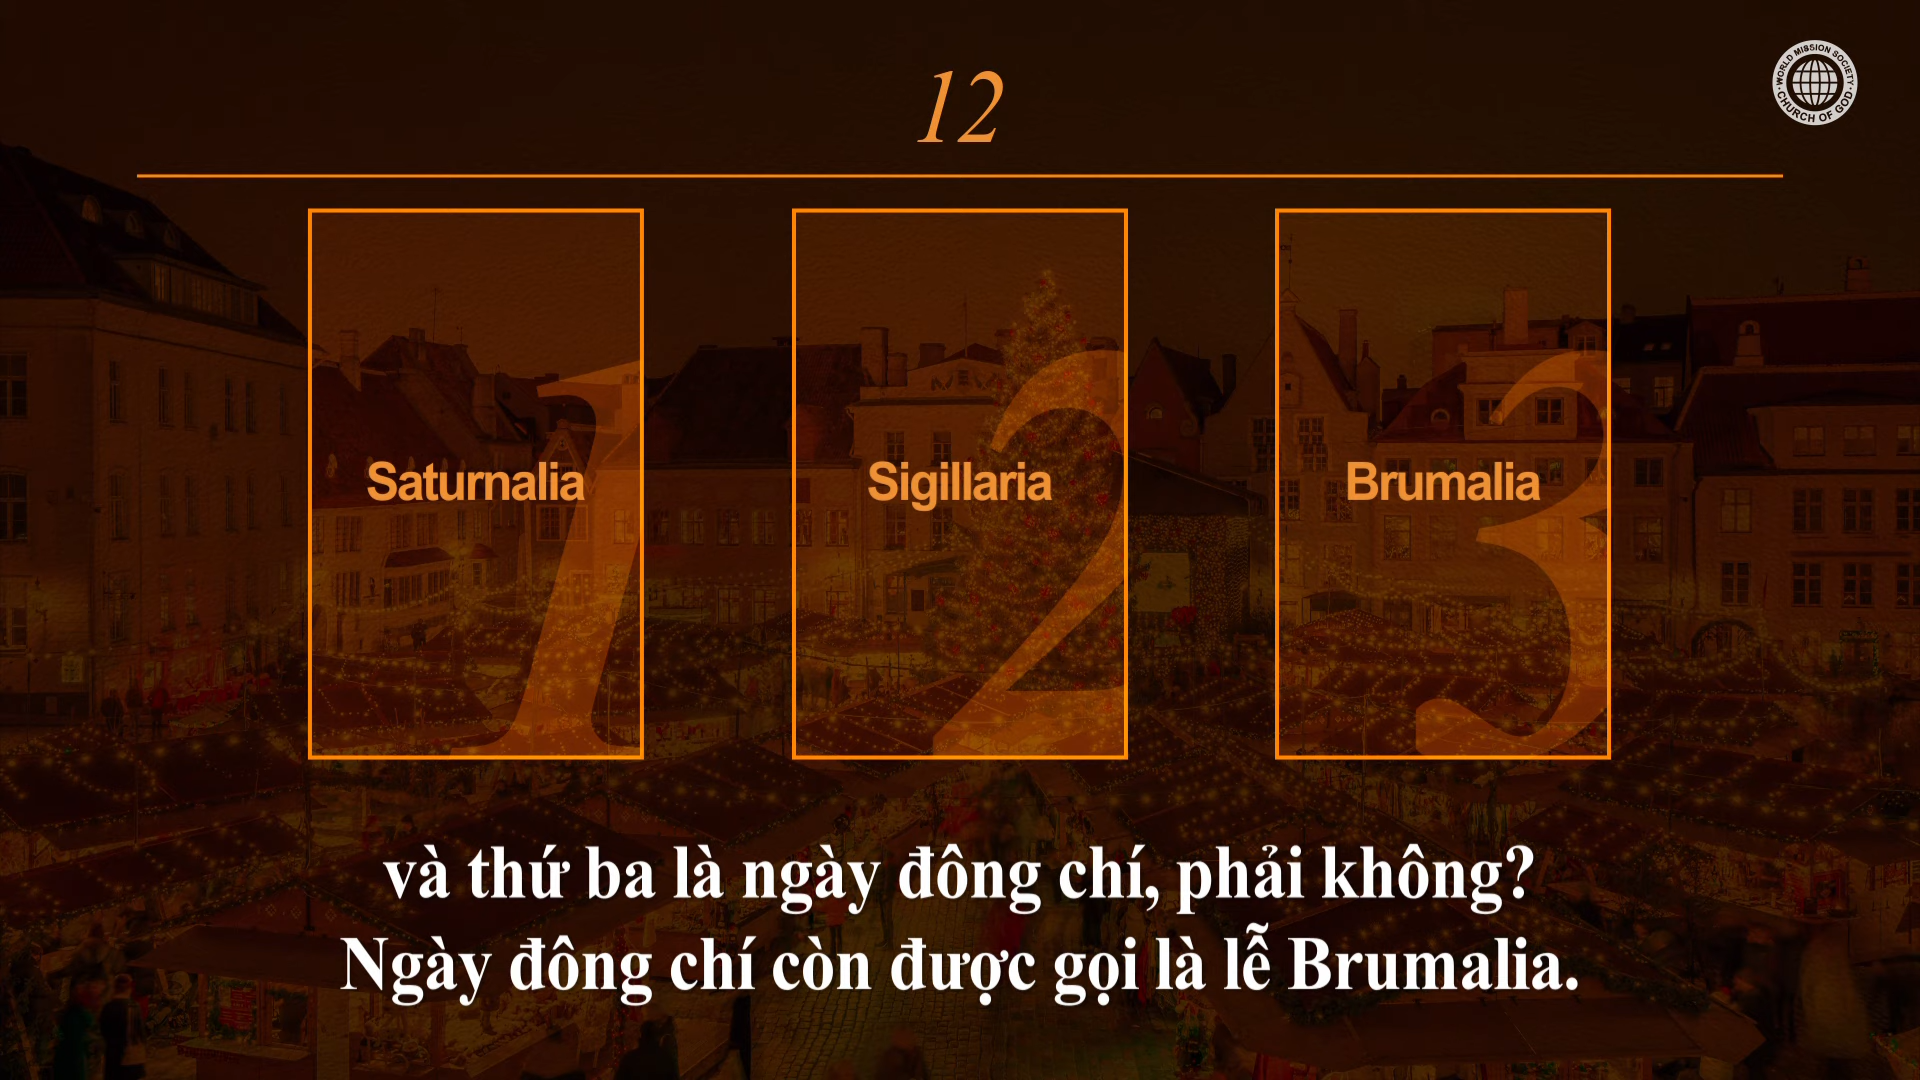 12
WORLD MISSION SOCIETY
CHURCH OF GOD
1
Saturnalia
2
Sigillaria
3
Brumalia
và thứ ba là ngày đông chí, phải không?
Ngày đông chí còn được gọi là lễ Brumalia.